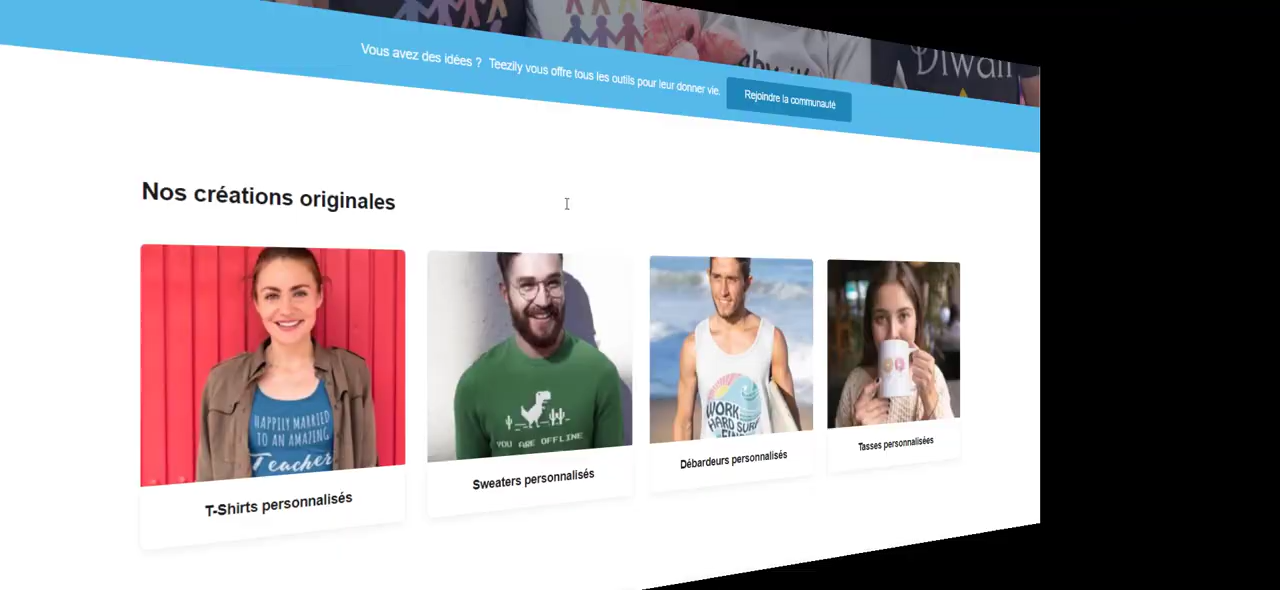 Diwali
Vous avez des idées ? Teezily vous offre tous les outils pour leur donner vie.
Rejoindre la communauté
Nos créations originales
HAPPILY MARRIED
TO AN AMAZING
Teacher
YOU ARE OFFLINE
WORK
HARD SURF
T-Shirts personnalisés
Sweaters personnalisés
Débardeurs personnalisés
Tasses personnalisées